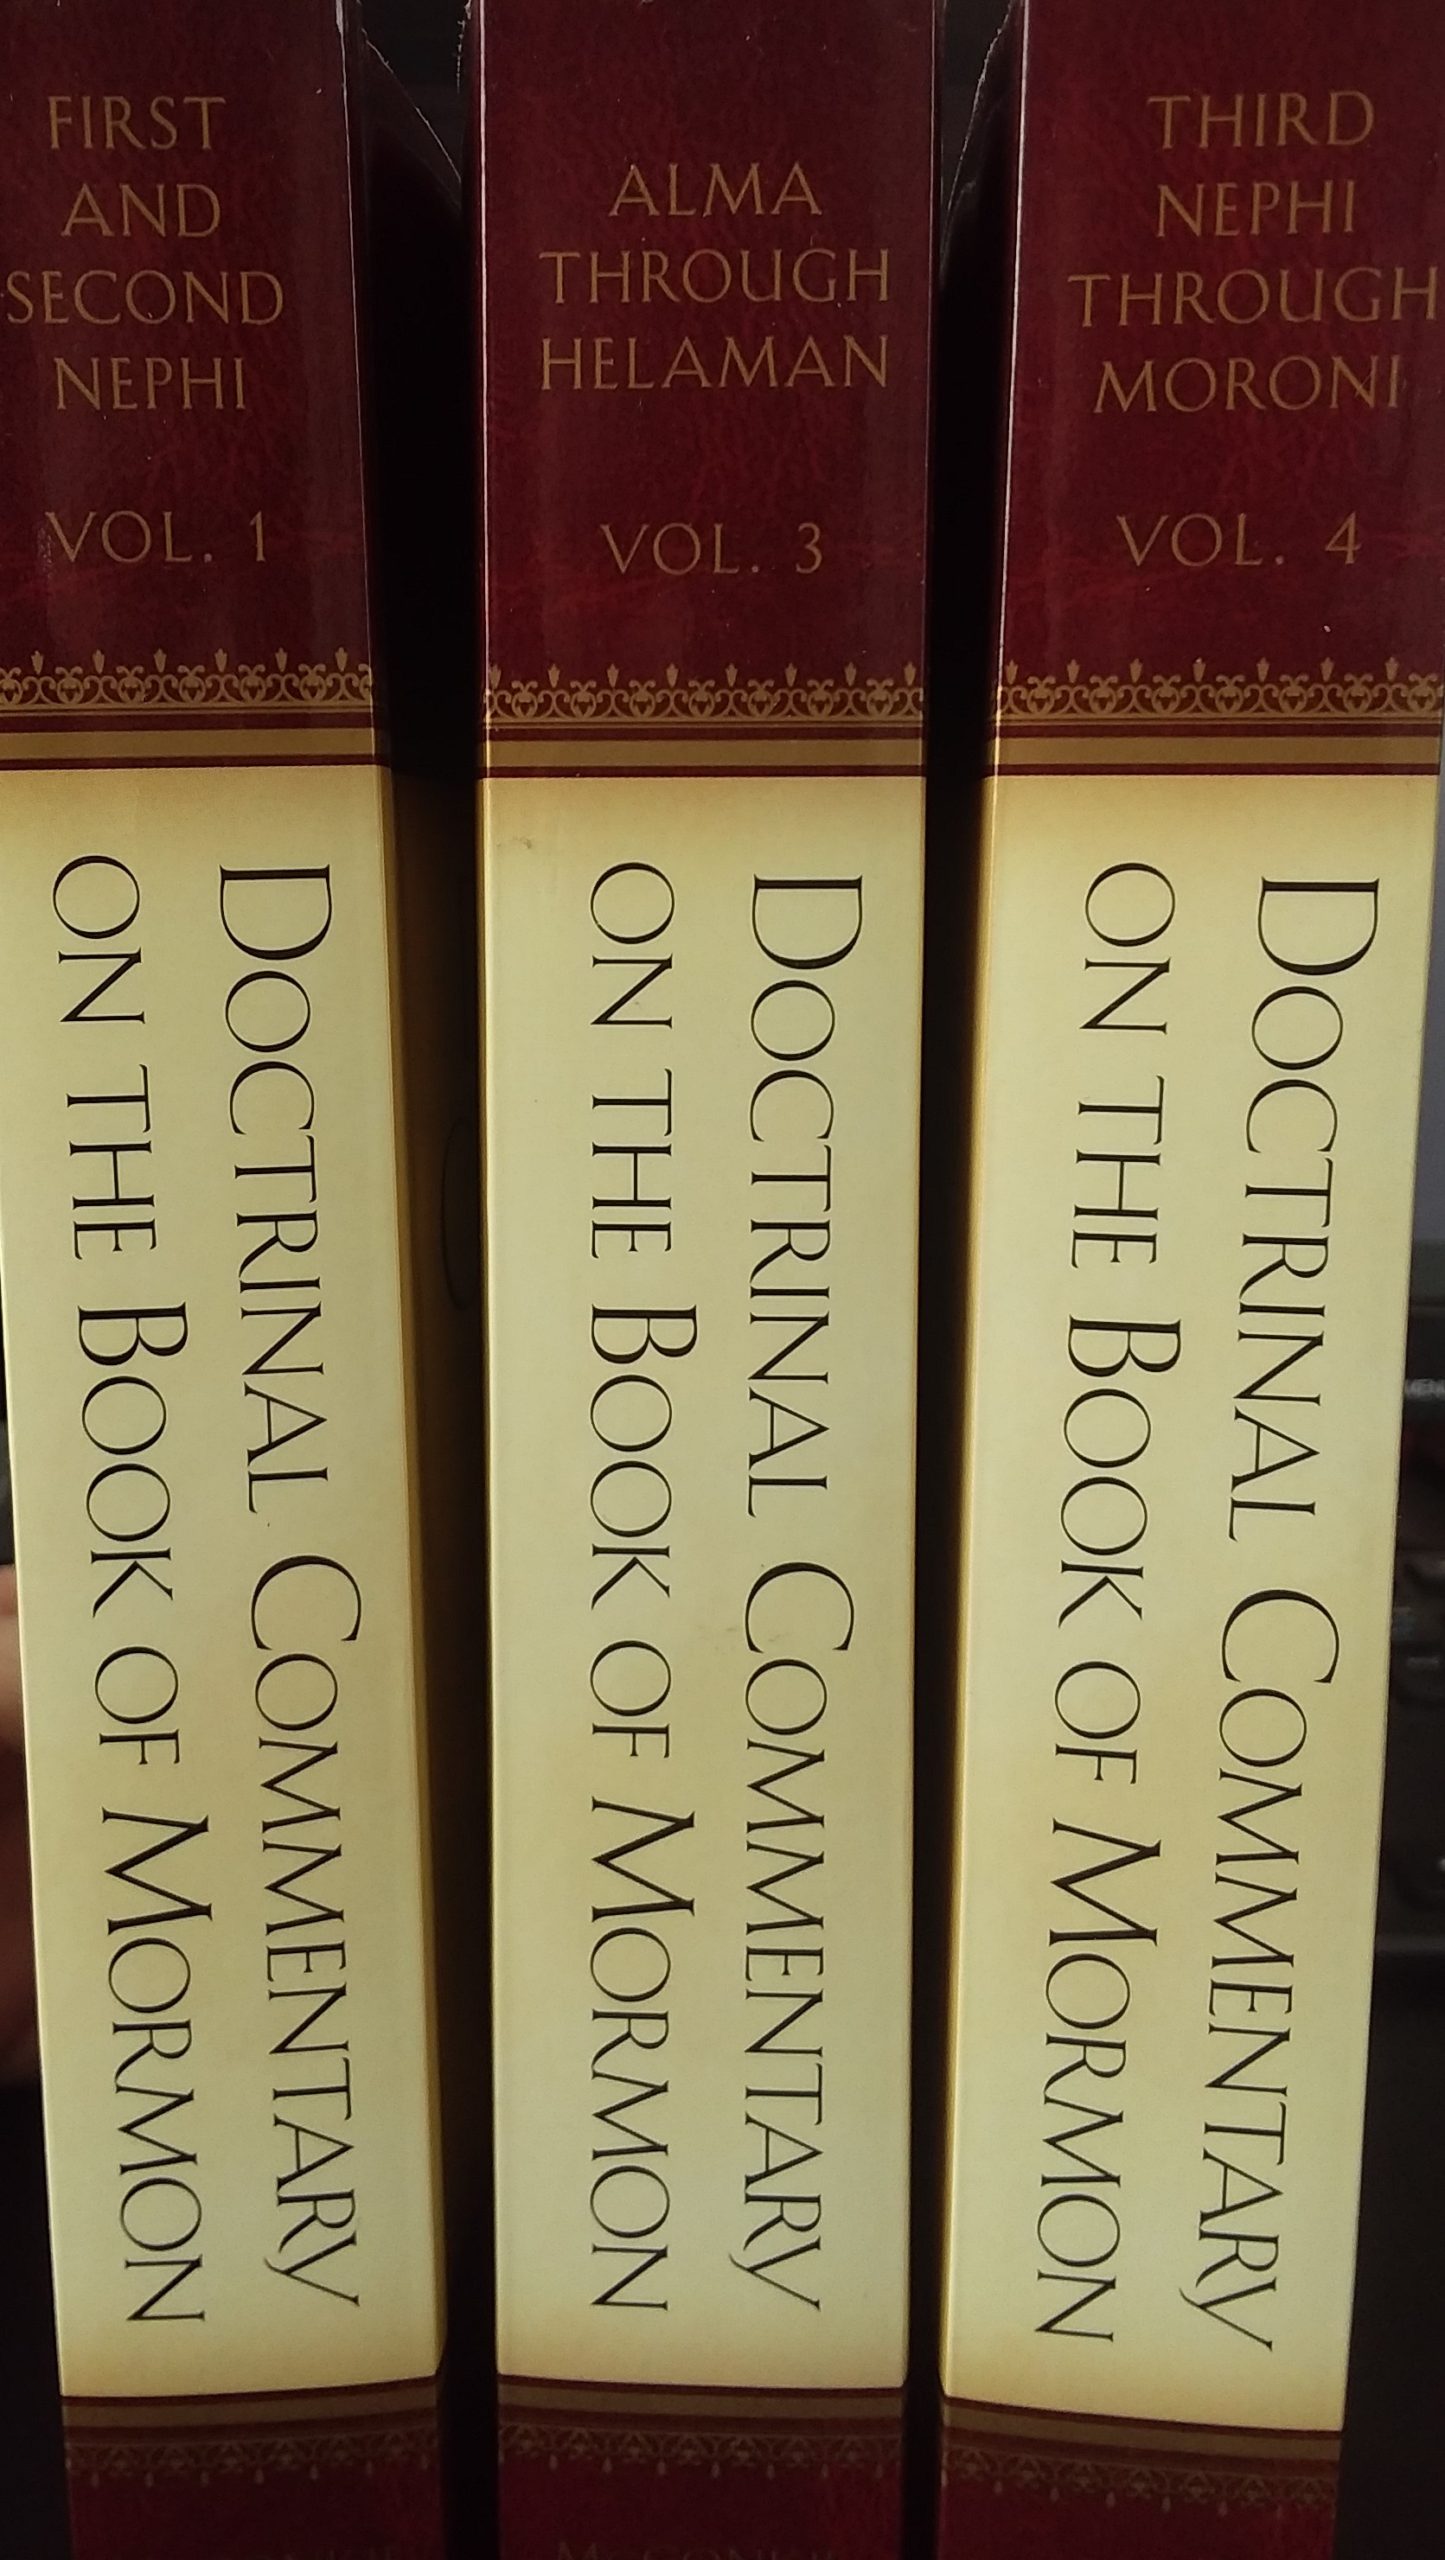 FIRST
AND
SECOND
NEPHI
VOL. 1
DOCTRINAL COMMENTARY
ON THE BOOK OF MORMON
ALMA
THROUGH
HELAMAN
VOL. 3
DOCTRINAL COMMENTARY
ON THE BOOK OF MORMON
THIRD
NEPHI
THROUGH
MORONI
VOL. 4
DOCTRINAL COMMENTARY
ON THE BOOK OF MORMON